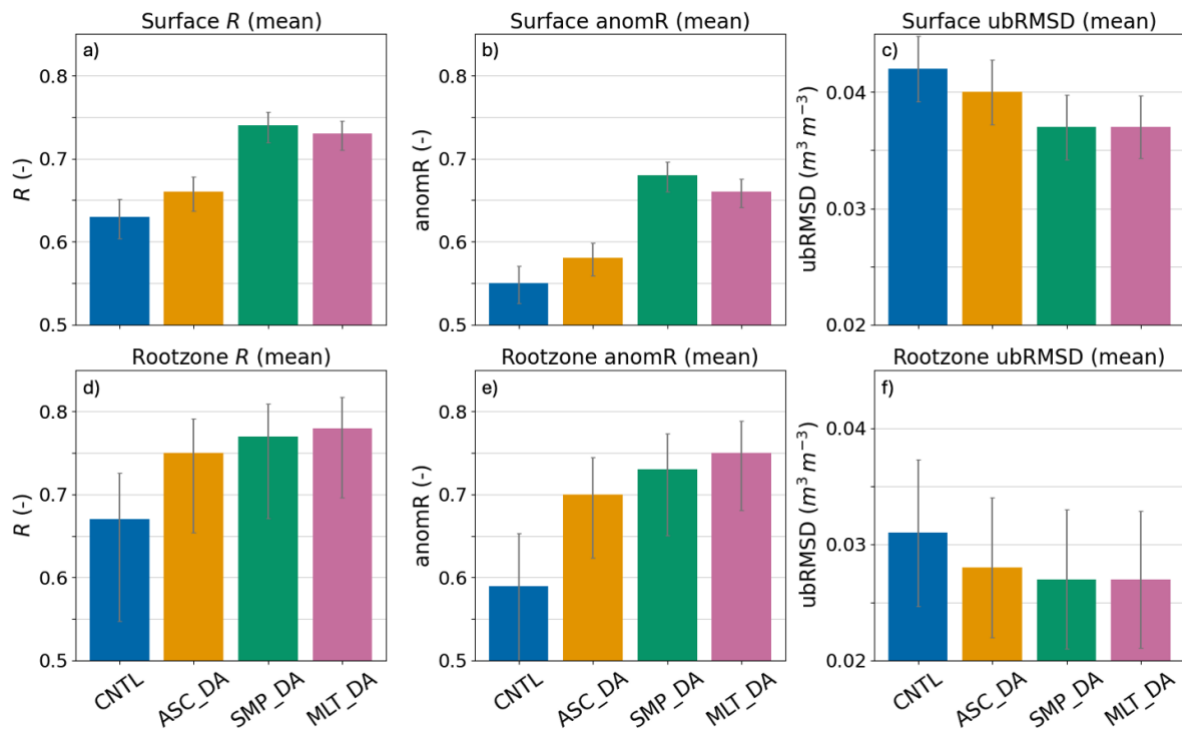 Surface R (mean)
a)
R (-)
0.8
0.7
0.6
0.5
Surface anomR (mean)
b)
anomR (-)
0.8
0.7
0.6
0.5
Surface ubRMSD (mean)
c)
ubRMSD (m³ m⁻³)
0.04
0.03
0.02
Rootzone R (mean)
d)
R (-)
0.8
0.7
0.6
0.5
CNTL
ASC_DA
SMP_DA
MLT_DA
Rootzone anomR (mean)
e)
anomR (-)
0.8
0.7
0.6
0.5
CNTL
ASC_DA
SMP_DA
MLT_DA
Rootzone ubRMSD (mean)
f)
ubRMSD (m³ m⁻³)
0.04
0.03
0.02
CNTL
ASC_DA
SMP_DA
MLT_DA